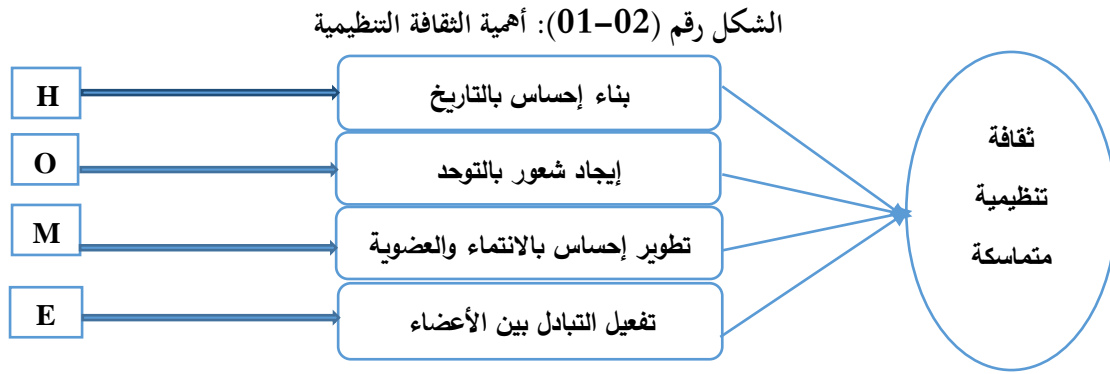 الشكل رقم (02-01): أهمية الثقافة التنظيمية
H
بناء إحساس بالتاريخ
O
إيجاد شعور بالتوحد
M
تطوير إحساس بالانتماء والعضوية
E
تفعيل التبادل بين الأعضاء
ثقافة
تنظيمية
متماسكة